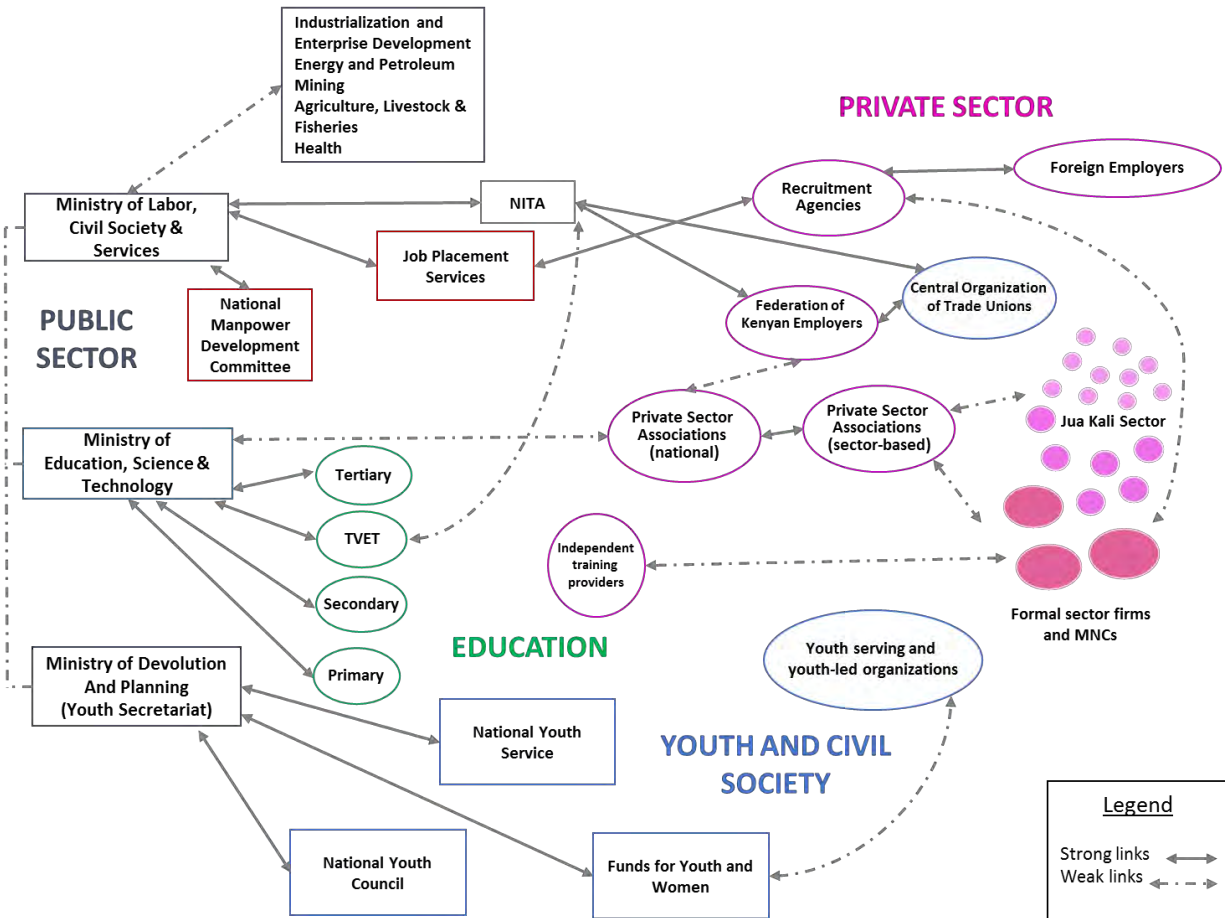 Industrialization and
Enterprise Development
Energy and Petroleum
Mining
Agriculture, Livestock &
Fisheries
Health
PRIVATE SECTOR
Foreign Employers
Recruitment
Agencies
Ministry of Labor,
Civil Society &
Services
NITA
Job Placement
Services
National
Manpower
Development
Committee
PUBLIC
SECTOR
Federation of
Kenyan Employers
Central Organization
of Trade Unions
Private Sector
Associations
(national)
Private Sector
Associations
(sector-based)
Jua Kali Sector
Ministry of
Education, Science &
Technology
Tertiary
TVET
Secondary
Primary
Independent
training
providers
Formal sector firms
and MNCs
EDUCATION
Ministry of Devolution
And Planning
(Youth Secretariat)
Youth serving and
youth-led organizations
National Youth
Service
YOUTH AND CIVIL
SOCIETY
National Youth
Council
Funds for Youth and
Women
Legend
Strong links
Weak links